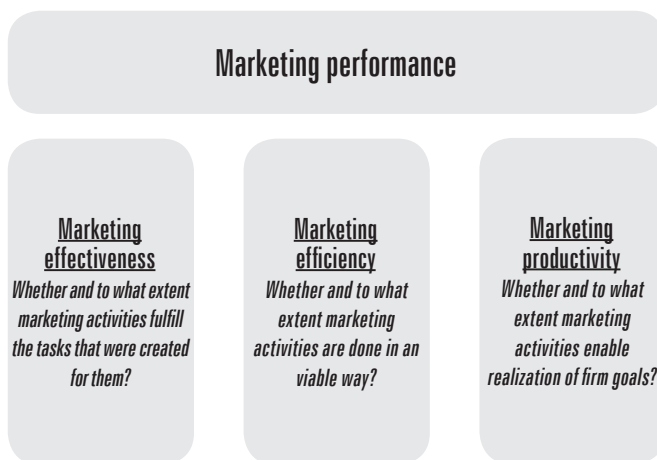 Marketing performance
Marketing
effectiveness
Whether and to what extent
marketing activities fulfill
the tasks that were created
for them?
Marketing
efficiency
Whether and to what
extent marketing
activities are done in an
viable way?
Marketing
productivity
Whether and to what
extent marketing
activities enable
realization of firm goals?